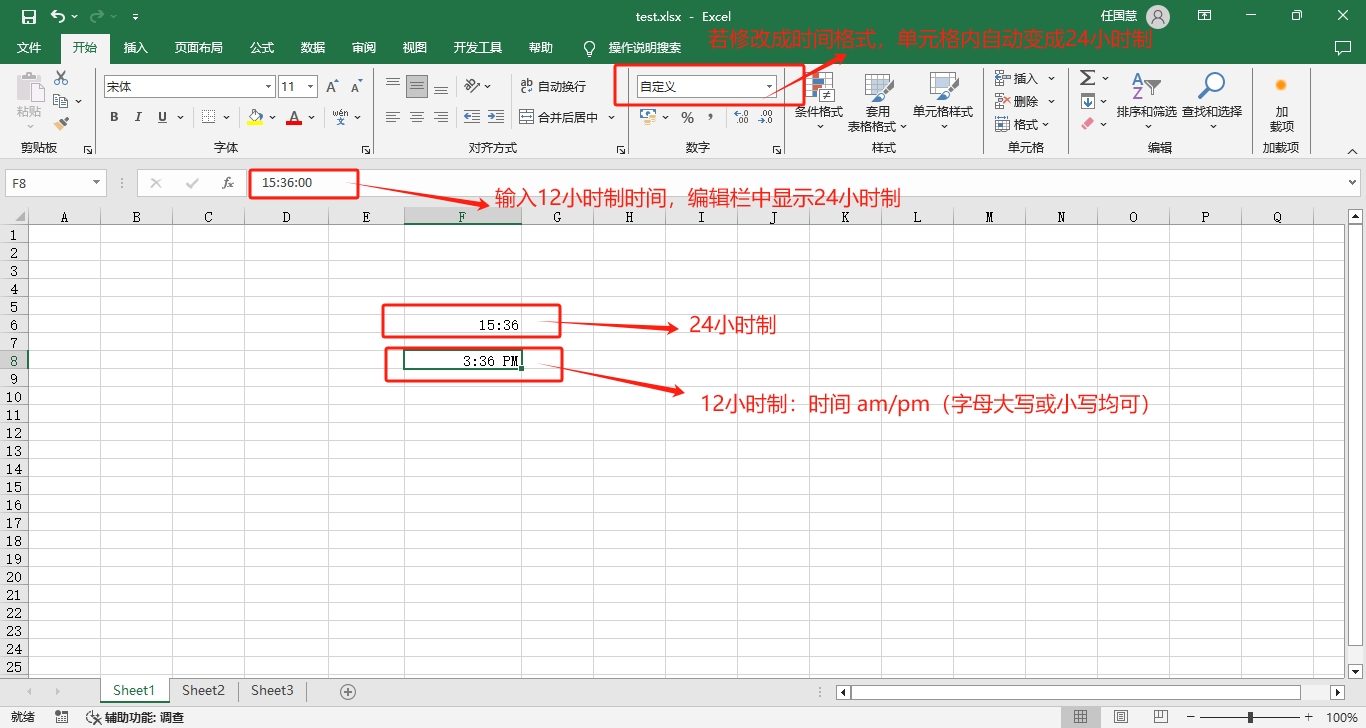 test.xlsx - Excel
任国慧
文件 开始 插入 页面布局 公式 数据 审阅 视图 开发工具 帮助 操作说明搜索
若修改成时间格式，单元格内自动变成24小时制
粘贴
剪贴板
宋体 11
B I U wén 文
字体
ab 自动换行
合并后居中
对齐方式
自定义
% ,
数字
条件格式 套用 表格格式 单元格样式
样式
插入
删除
格式
单元格
排序和筛选 查找和选择
编辑
加载项
加载项
F8 fx 15:36:00
输入12小时制时间，编辑栏中显示24小时制
A B C D E F G H I J K L M N O P Q
1
2
3
4
5
6 15:36 24小时制
7
8 3:36 PM
9
10 12小时制：时间 am/pm（字母大写或小写均可）
11
12
13
14
15
16
17
18
19
20
21
22
23
24
25
Sheet1 Sheet2 Sheet3
就绪 辅助功能: 调查 100%